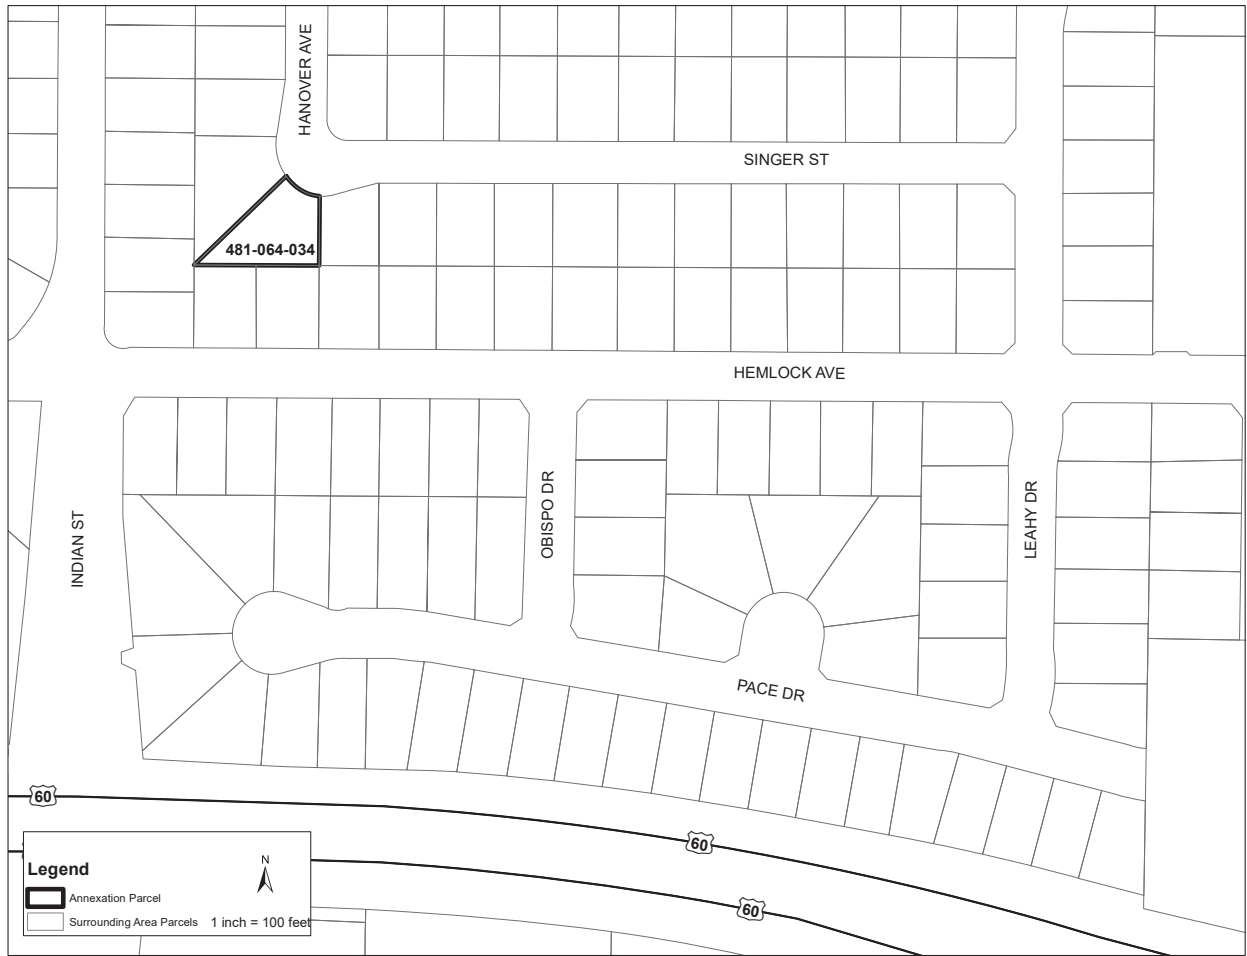 HANOVER AVE
SINGER ST
481-064-034
HEMLOCK AVE
INDIAN ST
OBISPO DR
LEAHY DR
PACE DR
60
60
60
Legend
N
Annexation Parcel
Surrounding Area Parcels 1 inch = 100 feet